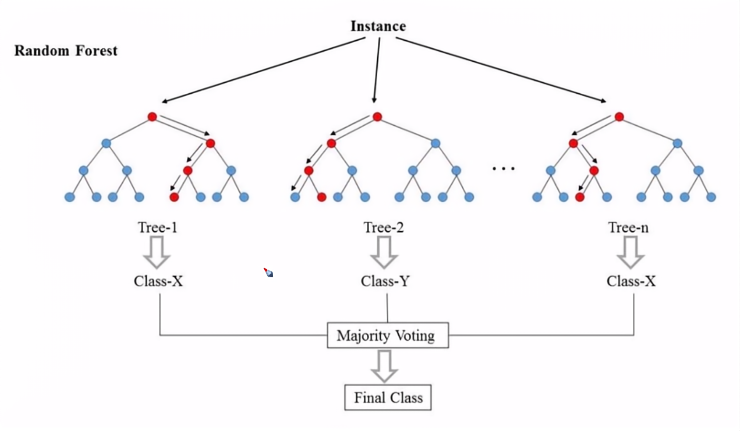 Instance
Random Forest
...
Tree-1
Tree-2
Tree-n
Class-X
Class-Y
Class-X
Majority Voting
Final Class